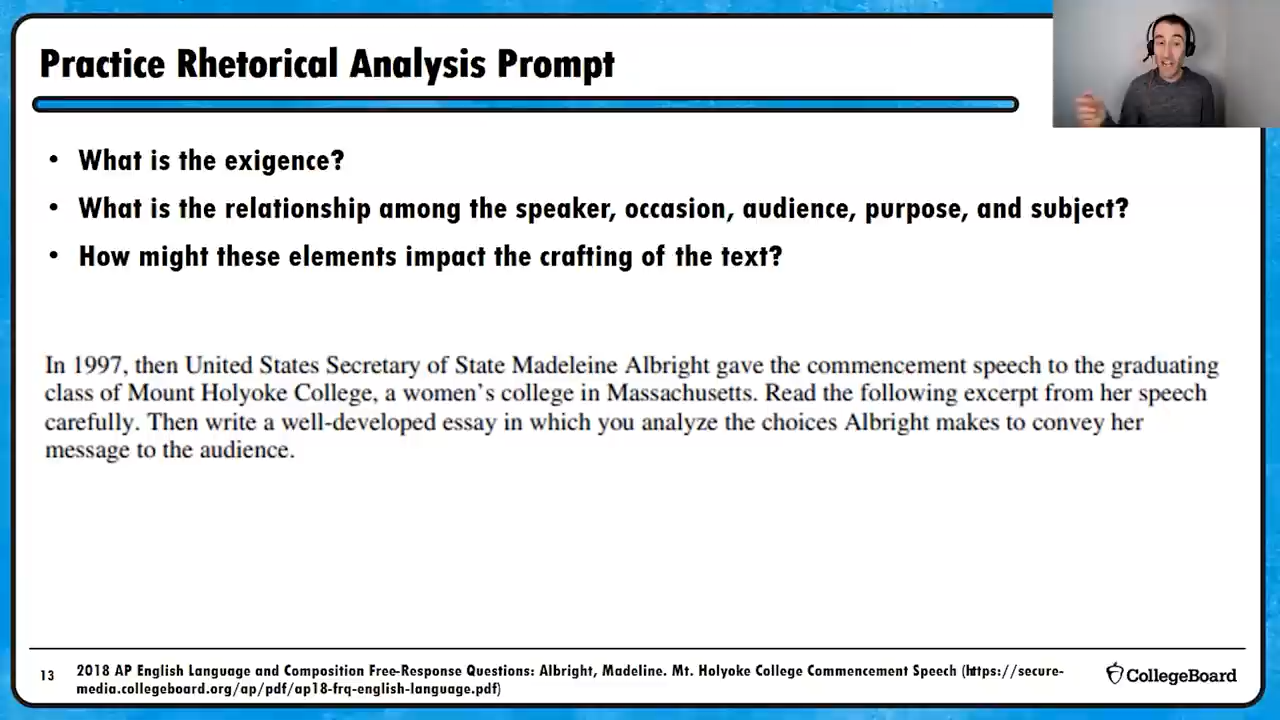 Practice Rhetorical Analysis Prompt
• What is the exigence?
• What is the relationship among the speaker, occasion, audience, purpose, and subject?
• How might these elements impact the crafting of the text?
In 1997, then United States Secretary of State Madeleine Albright gave the commencement speech to the graduating
class of Mount Holyoke College, a women's college in Massachusetts. Read the following excerpt from her speech
carefully. Then write a well-developed essay in which you analyze the choices Albright makes to convey her
message to the audience.
13
2018 AP English Language and Composition Free-Response Questions: Albright, Madeline. Mt. Holyoke College Commencement Speech (https://secure-
media.collegeboard.org/ap/pdf/ap18-frq-english-language.pdf)
CollegeBoard